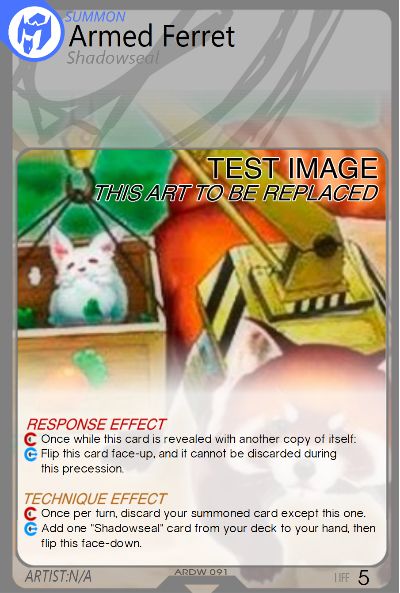 SUMMON
Armed Ferret
Shadowseal
TEST IMAGE
THIS ART TO BE REPLACED
RESPONSE EFFECT
C Once while this card is revealed with another copy of itself:
E Flip this card face-up, and it cannot be discarded during
this precession.
TECHNIQUE EFFECT
C Once per turn, discard your summoned card except this one.
E Add one "Shadowseal" card from your deck to your hand, then
flip this face-down.
ARTIST:N/A
ARDW 091
LIFE 5